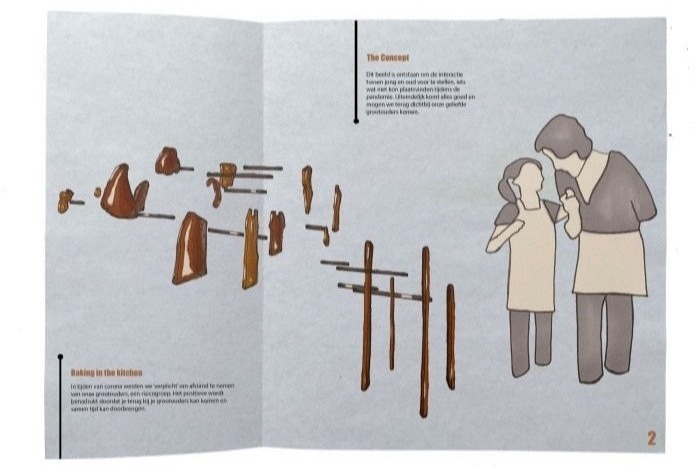 The Concept
Dit beeld is ontstaan om de interactie
tussen jong en oud voor te stellen, iets
wat niet kon plaatsvinden tijdens de
pandemie. Uiteindelijk komt alles goed en
mogen we terug dichtbij onze geliefde
grootouders komen.
Baking in the kitchen
In tijden van corona werden we 'verplicht' om afstand te nemen
van onze grootouders, een risicogroep. Het positieve wordt
benadrukt doordat je terug bij je grootouders kan komen en
samen tijd kan doorbrengen.
2